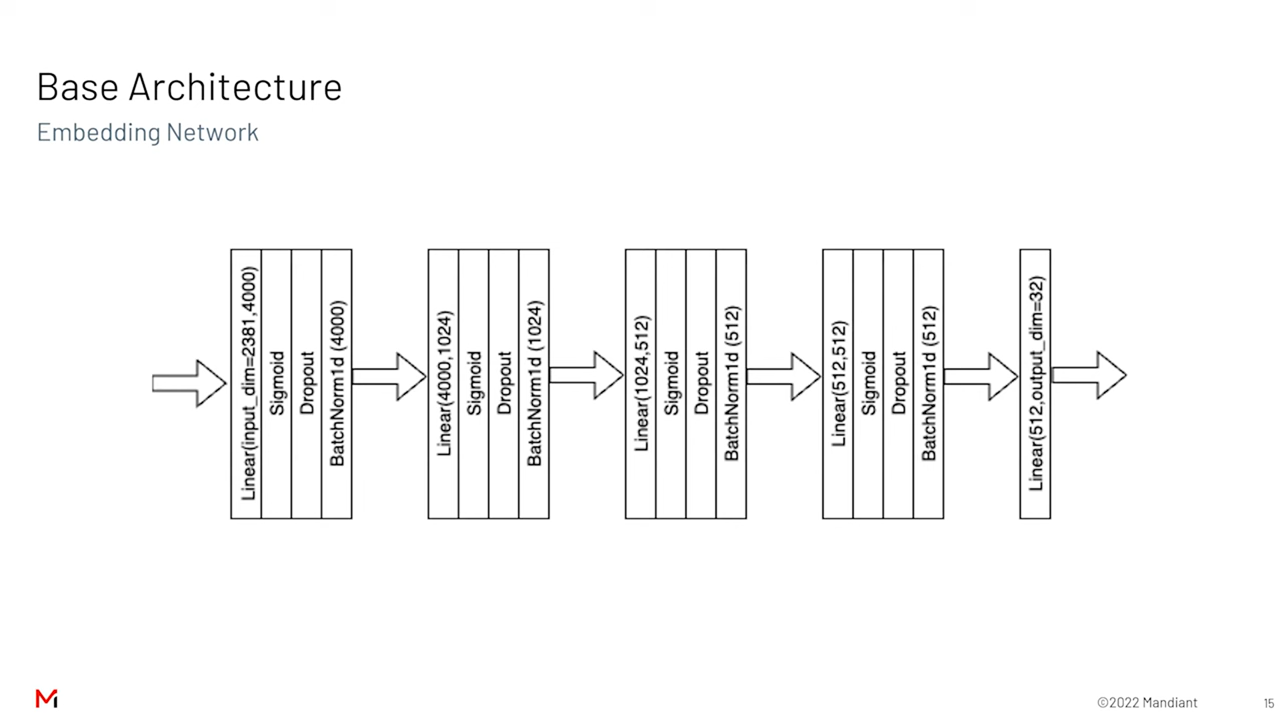 Base Architecture
Embedding Network
Linear(input_dim=2381,4000)
Sigmoid
Dropout
BatchNorm1d (4000)
Linear(4000,1024)
Sigmoid
Dropout
BatchNorm1d (1024)
Linear(1024,512)
Sigmoid
Dropout
BatchNorm1d (512)
Linear(512,512)
Sigmoid
Dropout
BatchNorm1d (512)
Linear(512,output_dim=32)
M
©2022 Mandiant
15